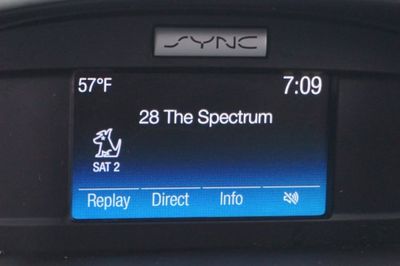 SYNC
57°F 7:09
28 The Spectrum
SAT 2
Replay Direct Info